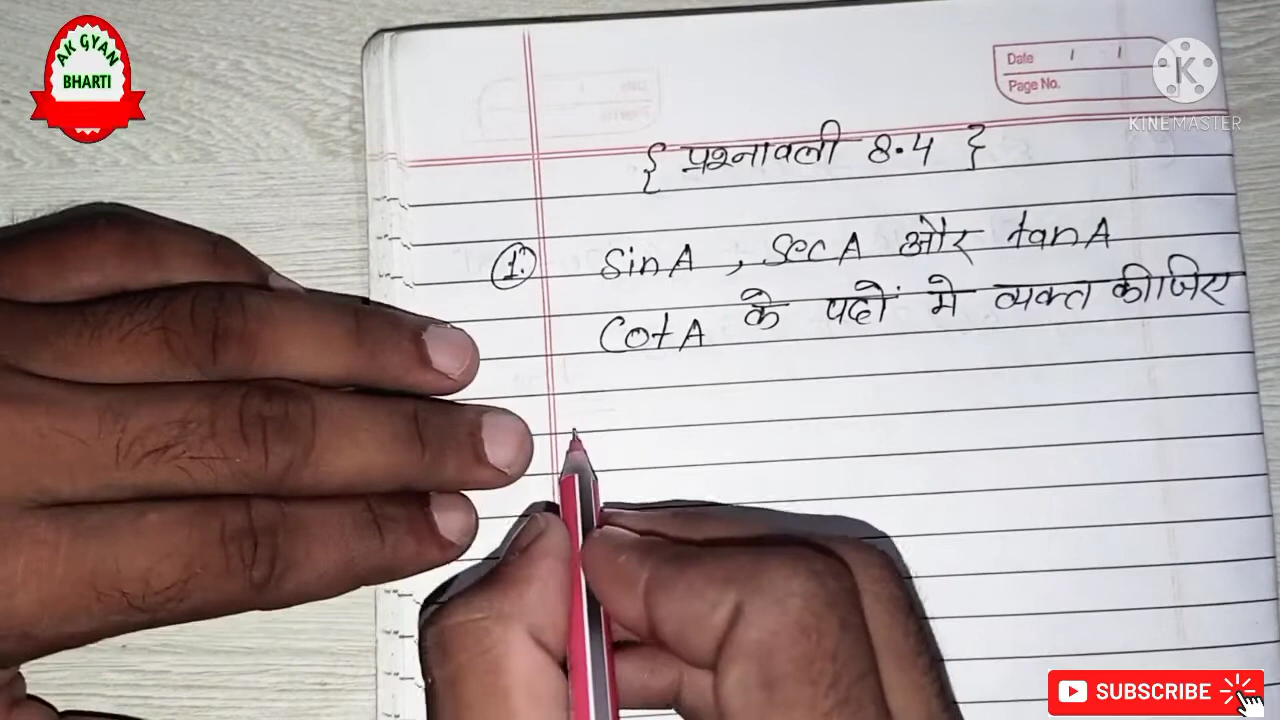 AK GYAN
BHARTI
Date / /
Page No.
KINEMASTER
{ प्रश्नावली 8.4 }
1. sinA , secA और tanA
cotA के पदों मे व्यक्त कीजिए
SUBSCRIBE